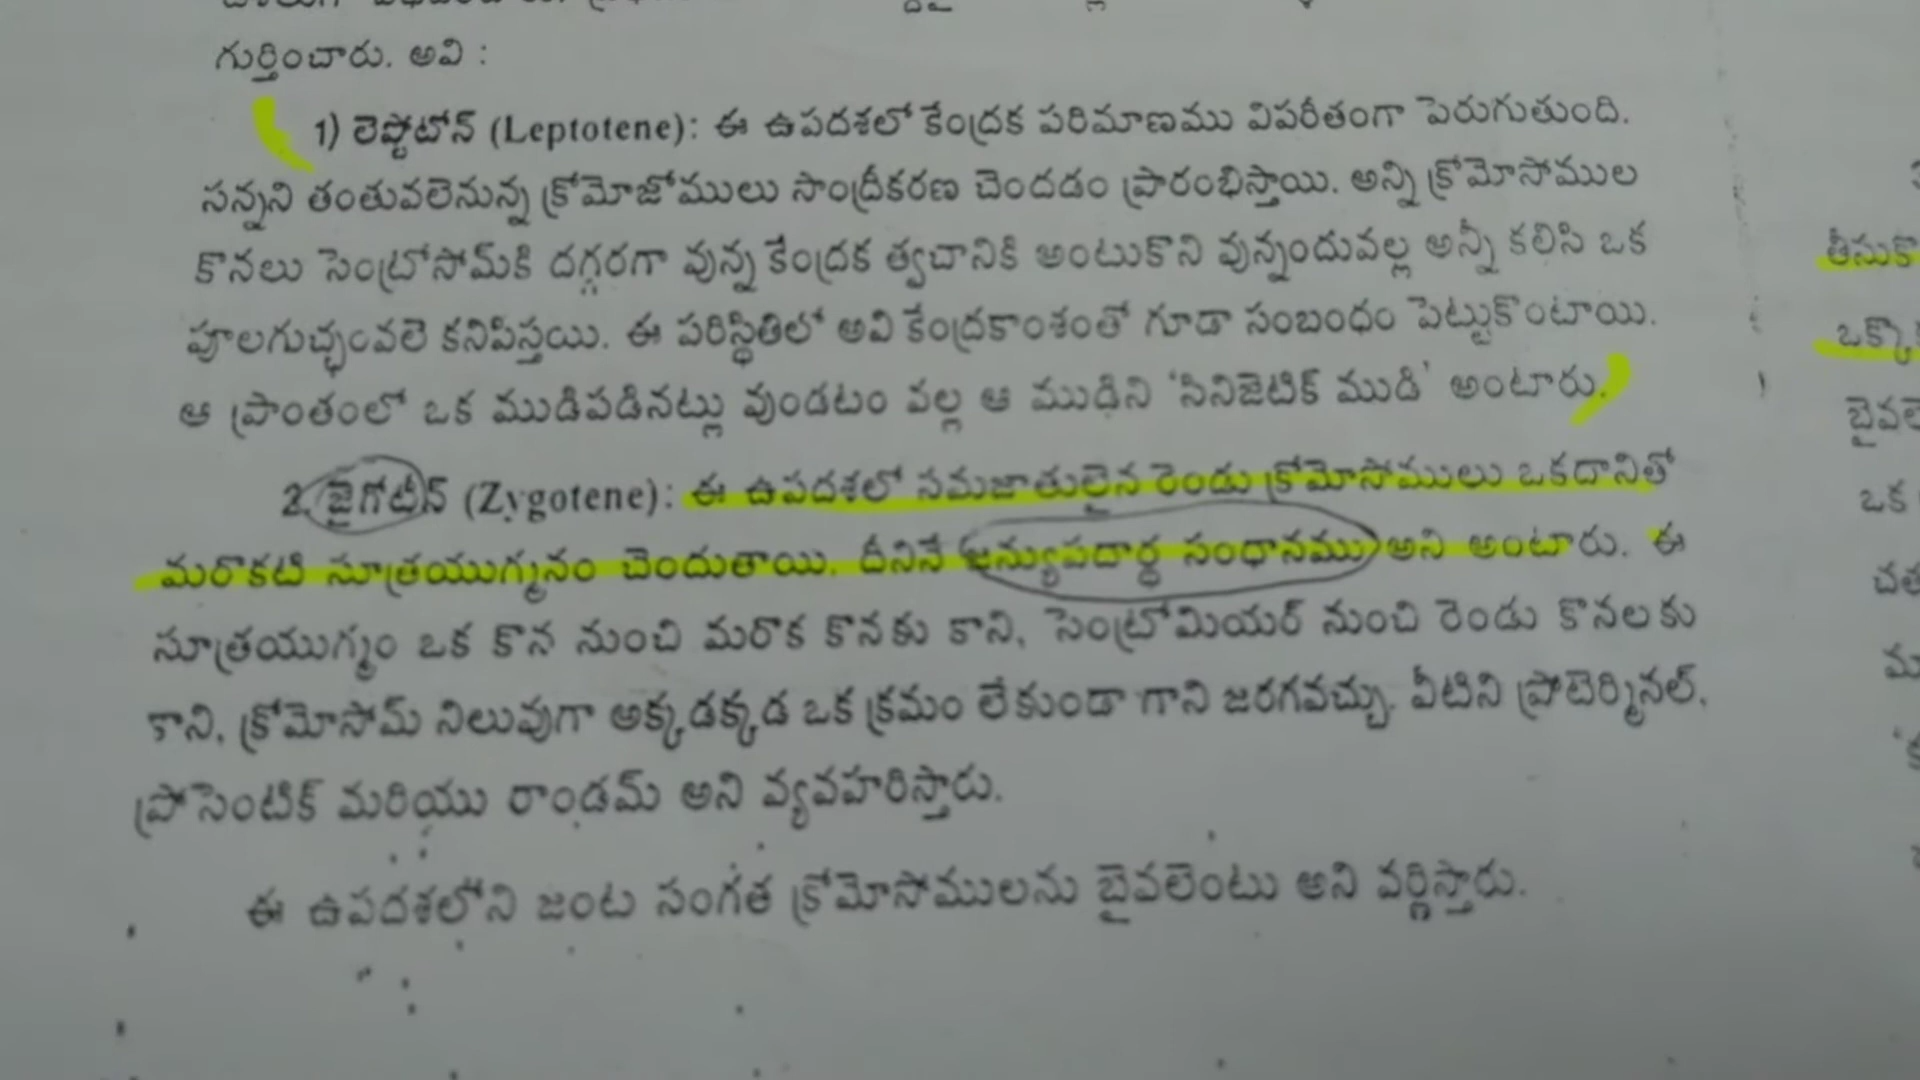 గుర్తించారు. అవి :
1) లెప్టోటోన్ (Leptotene): ఈ ఉపదశలో కేంద్రక పరిమాణము విపరీతంగా పెరుగుతుంది.
సన్నని తంతువలెనున్న క్రోమోజోములు సాంద్రీకరణ చెందడం ప్రారంభిస్తాయి. అన్ని క్రోమోసోముల
కొనలు సెంట్రోసోమ్‌కి దగ్గరగా వున్న కేంద్రక త్వచానికి అంటుకొని వున్నందువల్ల అన్నీ కలిసి ఒక
పూలగుచ్ఛంవలె కనిపిస్తయి. ఈ పరిస్థితిలో అవి కేంద్రకాంశంతో గూడా సంబంధం పెట్టుకొంటాయి.
ఆ ప్రాంతంలో ఒక ముడిపడినట్లు వుండటం వల్ల ఆ ముడిని ‘సినిజెటిక్ ముడి’ అంటారు.
2. జైగోటీన్ (Zygotene): ఈ ఉపదశలో సమజాతులైన రెండు క్రోమోసోములు ఒకదానితో
మరొకటి సూత్రయుగ్మనం చెందుతాయి. దీనినే అన్యుపదార్థ సంధానము అని అంటారు. ఈ
సూత్రయుగ్మం ఒక కొన నుంచి మరొక కొనకు కాని, సెంట్రోమియర్ నుంచి రెండు కొనలకు
కాని, క్రోమోసోమ్ నిలువుగా అక్కడక్కడ ఒక క్రమం లేకుండా గాని జరగవచ్చు. వీటిని ప్రోటెర్మినల్,
ప్రోసెంటిక్ మరియు రాండమ్ అని వ్యవహరిస్తారు.
ఈ ఉపదశలోని జంట సంగత క్రోమోసోములను బైవలెంటు అని వర్ణిస్తారు.
ఒక